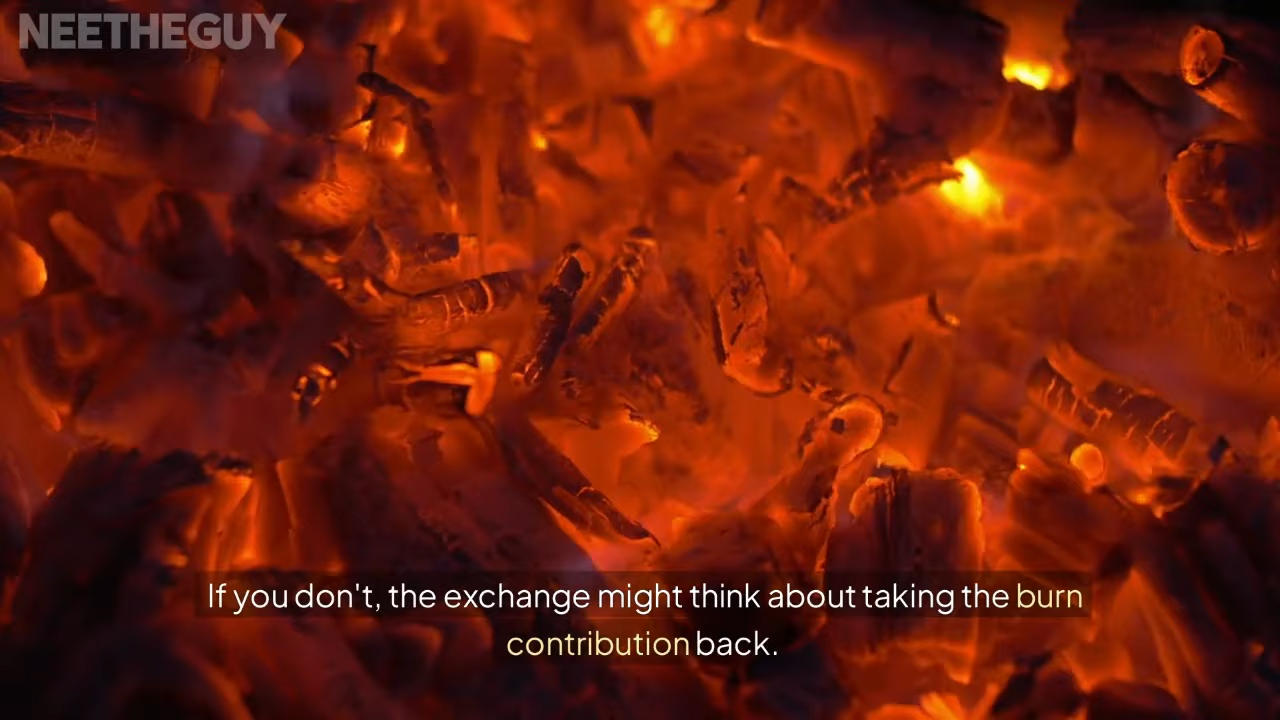 NEETHEGUY
If you don't, the exchange might think about taking the burn
contribution back.